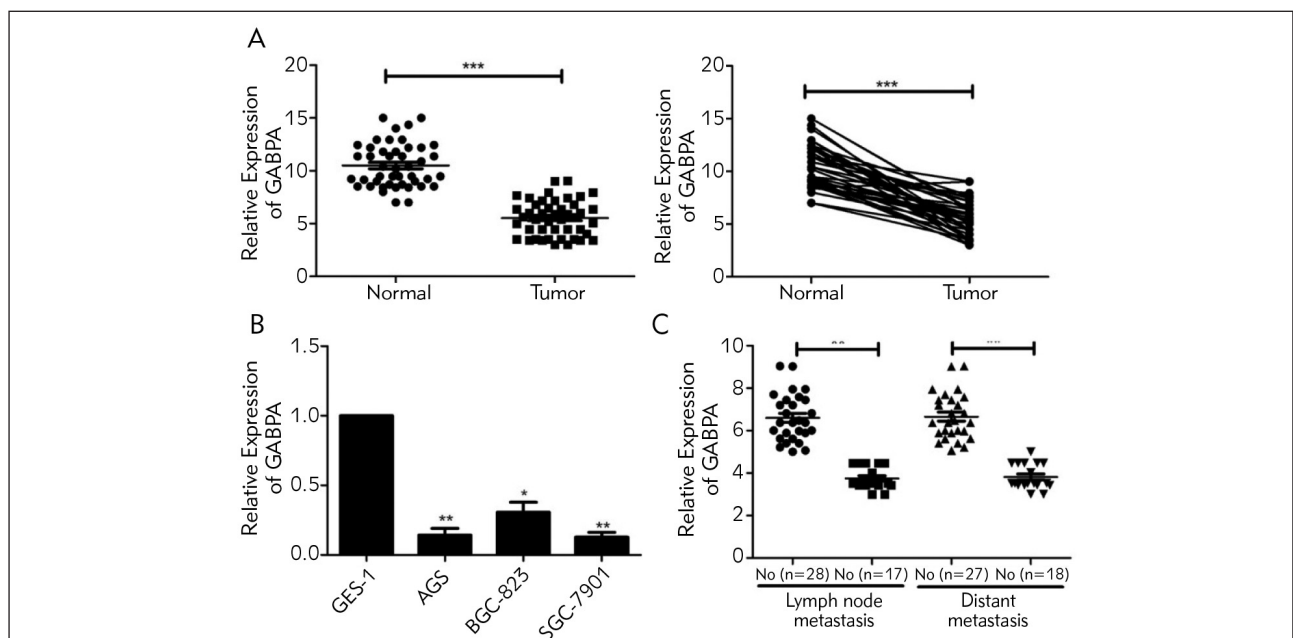 A
Relative Expression
of GABPA
20
15
10
5
0
***
Normal
Tumor
Relative Expression
of GABPA
20
15
10
5
0
***
Normal
Tumor
B
Relative Expression
of GABPA
1.5
1.0
0.5
0.0
**
*
**
GES-1
AGS
BGC-823
SGC-7901
C
Relative Expression
of GABPA
10
8
6
4
2
0
No (n=28) No (n=17) No (n=27) No (n=18)
Lymph node
metastasis
Distant
metastasis